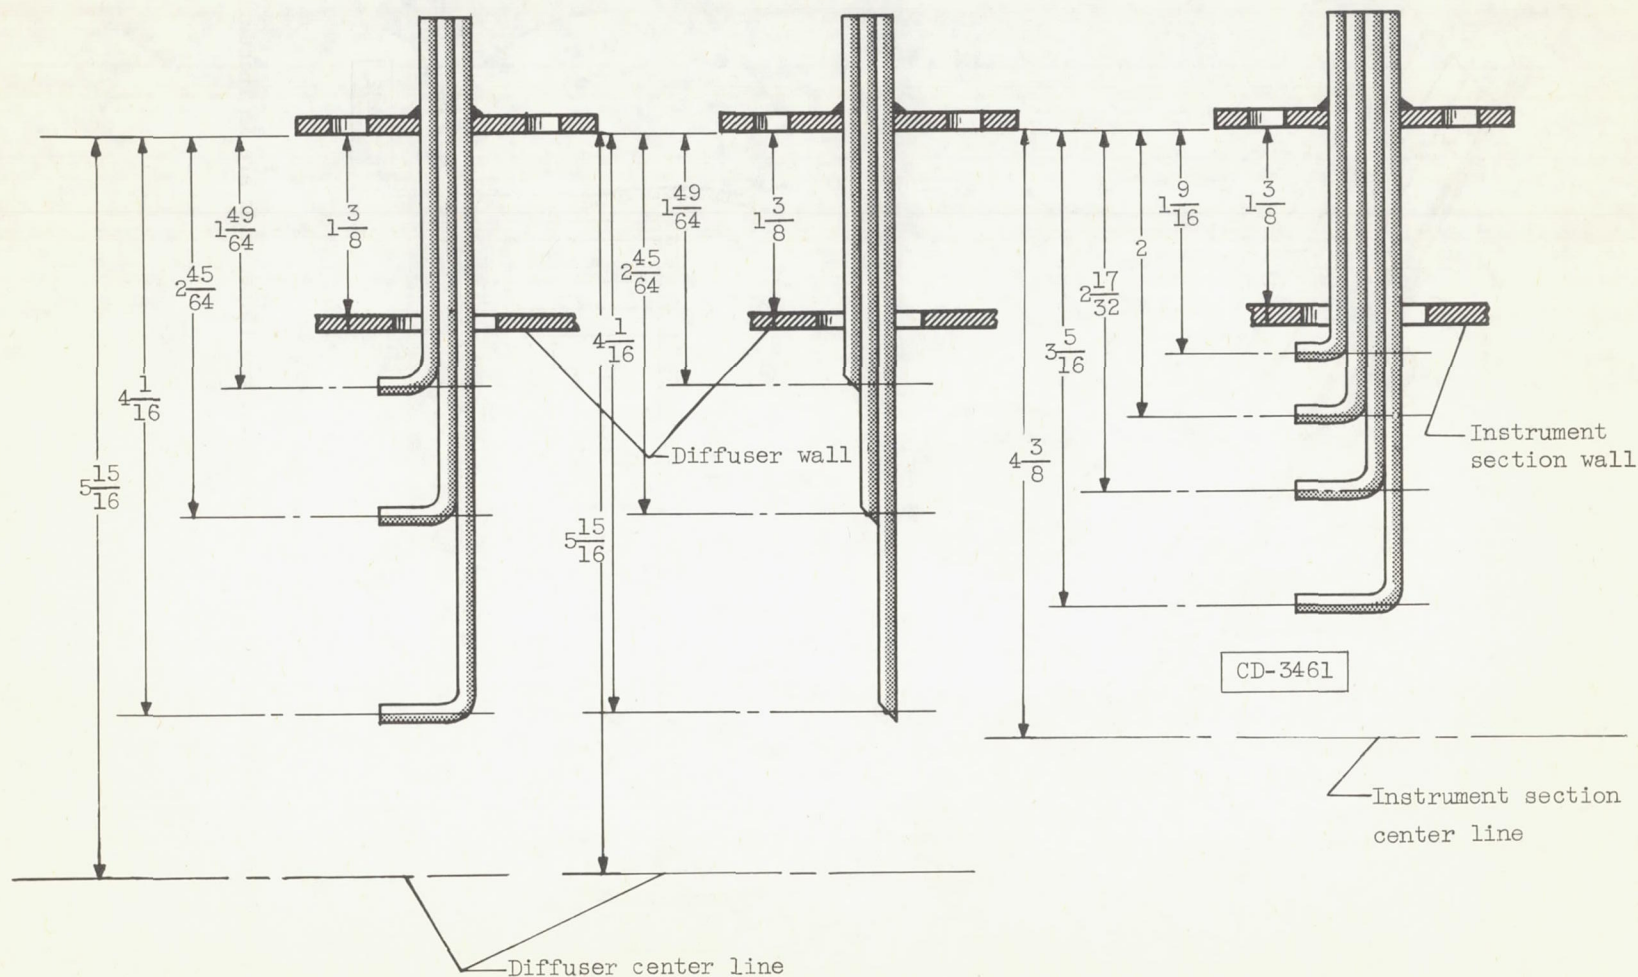 5 15/16
4 1/16
2 45/64
1 49/64
1 3/8
5 15/16
4 1/16
2 45/64
1 49/64
1 3/8
Diffuser wall
4 3/8
3 5/16
2 17/32
2
1 9/16
1 3/8
Instrument
section wall
CD-3461
Instrument section
center line
Diffuser center line